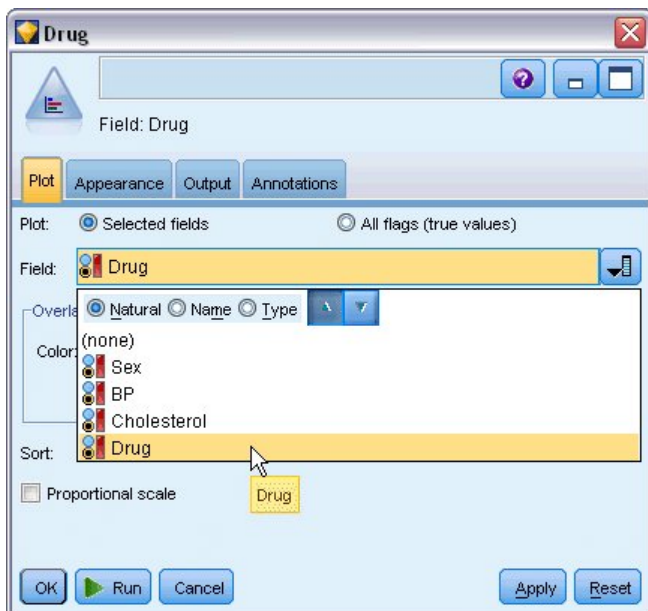 Drug
?
Field: Drug
Plot Appearance Output Annotations
Plot: Selected fields All flags (true values)
Field: Drug
Natural Name Type
(none)
Color:
Sex
BP
Cholesterol
Sort: Drug
Proportional scale
Drug
OK Run Cancel Apply Reset